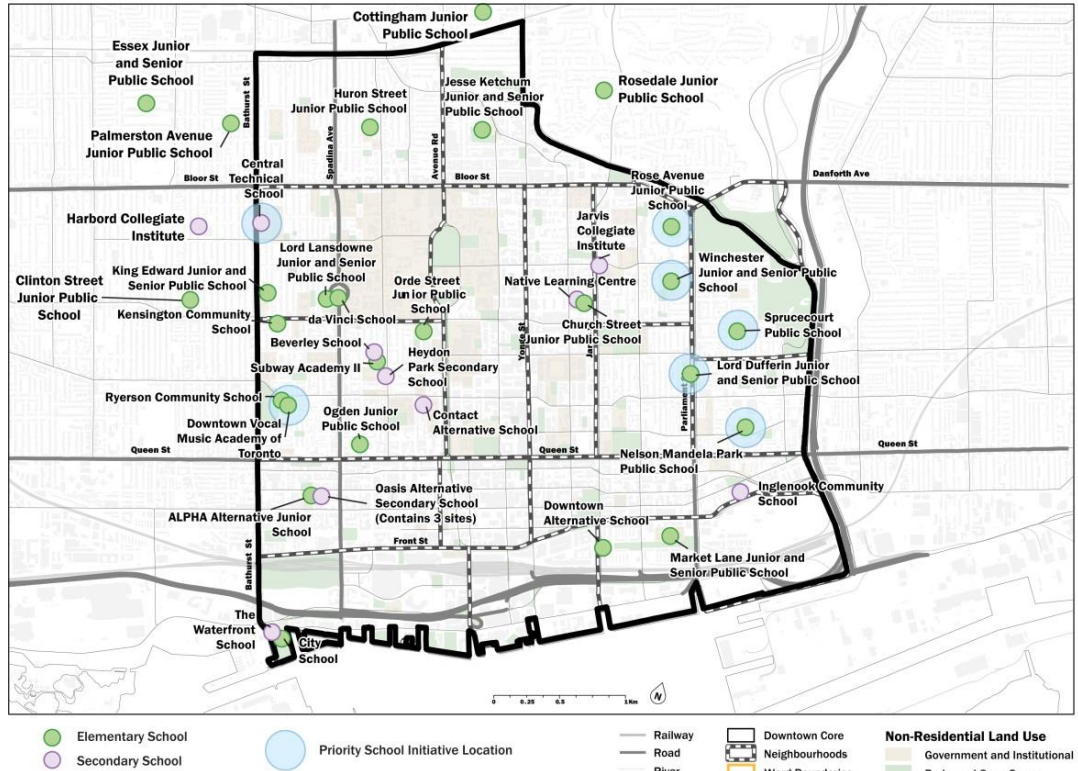 Cottingham Junior
Public School
Essex Junior
and Senior
Public School
Rosedale Junior
Public School
Jesse Ketchum
Junior and Senior
Public School
Huron Street
Junior Public School
Bathurst St
Spadina Ave
Avenue Rd
Palmerston Avenue
Junior Public School
Central
Technical
School
Bloor St
Bloor St
Danforth Ave
Rose Avenue
Junior Public
School
Harbord Collegiate
Institute
Jarvis
Collegiate
Institute
Lord Lansdowne
Junior and Senior
Public School
Winchester
Junior and Senior Public
School
King Edward Junior and
Senior Public School
Orde Street
Junior Public
School
Native Learning Centre
Clinton Street
Junior Public
School
Kensington Community
School
da Vinci School
Church Street
Junior Public School
Sprucecourt
Public School
Beverley School
Yonge St
Subway Academy II
Heydon
Park Secondary
School
Lord Dufferin Junior
and Senior Public School
Parliament
Ryerson Community School
Contact
Alternative School
Downtown Vocal
Music Academy of
Toronto
Ogden Junior
Public School
Queen St
Queen St
Queen St
Nelson Mandela Park
Public School
Oasis Alternative
Secondary School
(Contains 3 sites)
Inglenook Community
School
ALPHA Alternative Junior
School
Downtown
Alternative School
Front St
Market Lane Junior and
Senior Public School
Bathurst St
The
Waterfront
School
City
School
0 0.25 0.5 1 Km
N
Elementary School
Secondary School
Priority School Initiative Location
Railway
Road
River
Downtown Core
Neighbourhoods
Ward Boundaries
Non-Residential Land Use
Government and Institutional